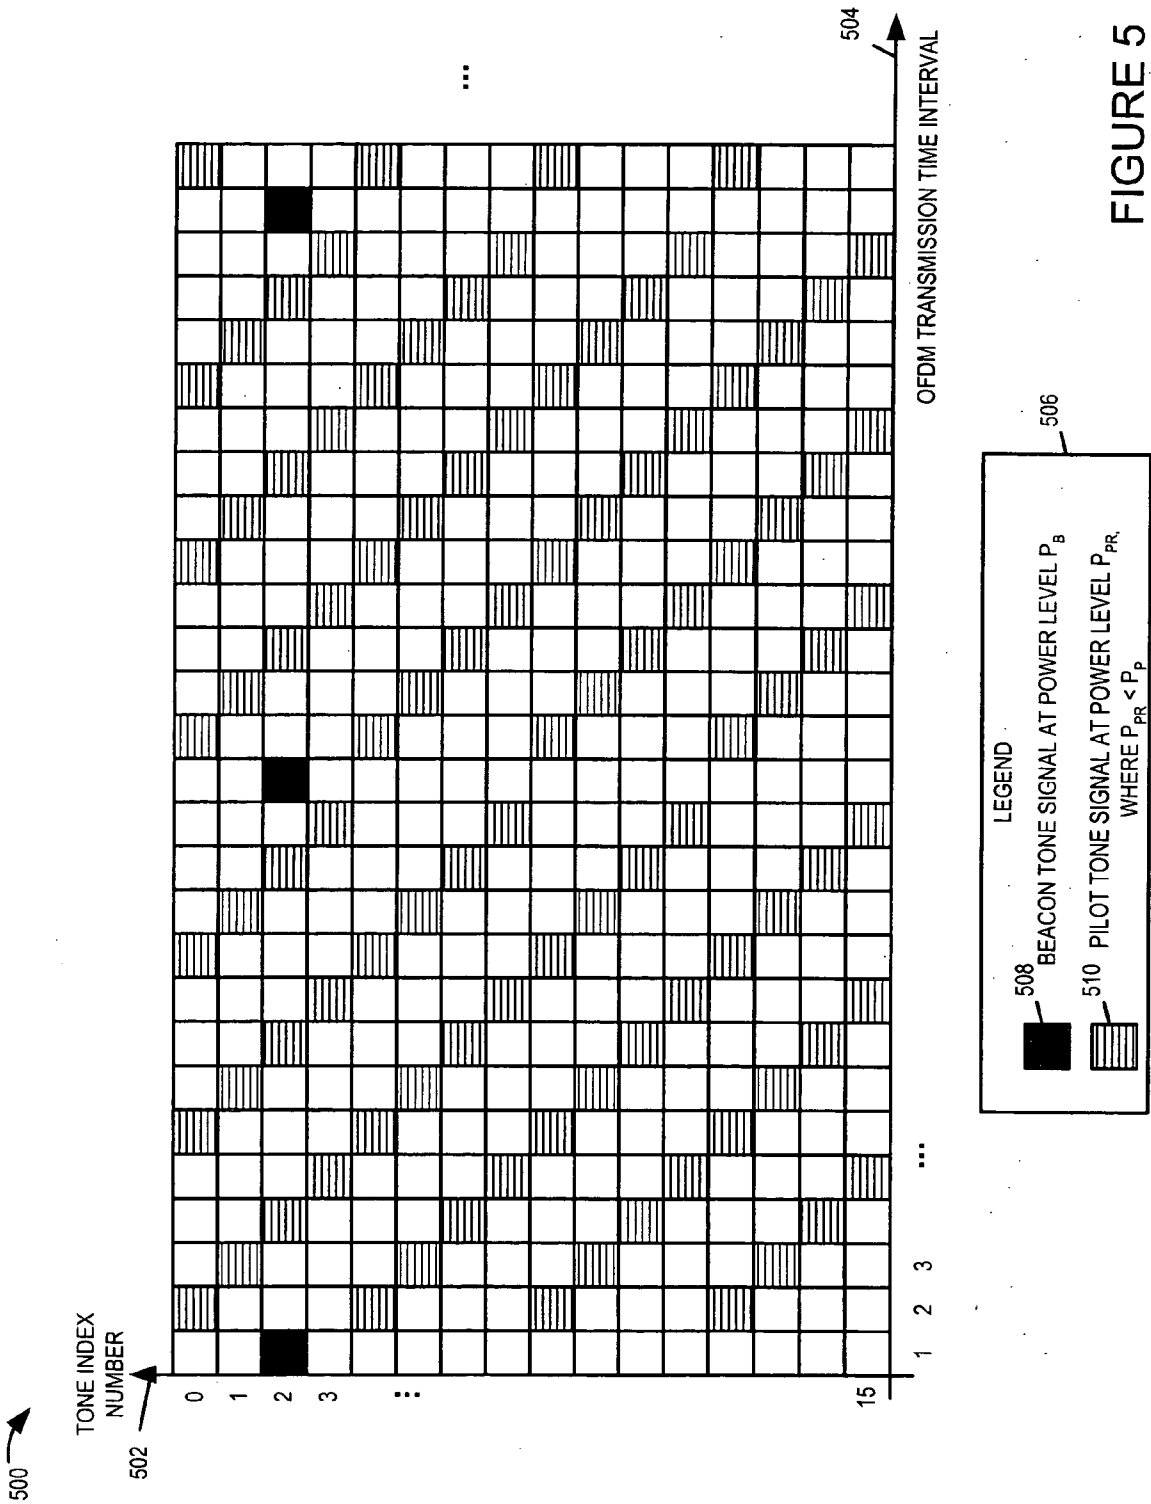 500
TONE INDEX
NUMBER
502
0
1
2
3
:
15
1
2
3
...
...
504
OFDM TRANSMISSION TIME INTERVAL
LEGEND
506
508
BEACON TONE SIGNAL AT POWER LEVEL P_B
510
PILOT TONE SIGNAL AT POWER LEVEL P_PR,
WHERE P_PR < P_P
FIGURE 5